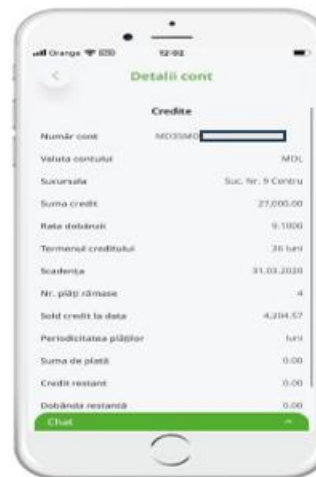 Orange 12:02
Detalii cont
Credite
Număr cont
Valuta contului MDL
Sucursala Suc. Nr. 9 Centru
Suma credit 27,000.00
Rata dobânzii 9.1000
Termenul creditului 36 luni
Scadența 31.03.2020
Nr. plăți rămase 4
Sold credit la data 4,204.57
Periodicitatea plăților luni
Suma de plată 0.00
Credit restant 0.00
Dobânda restantă 0.00
Chat